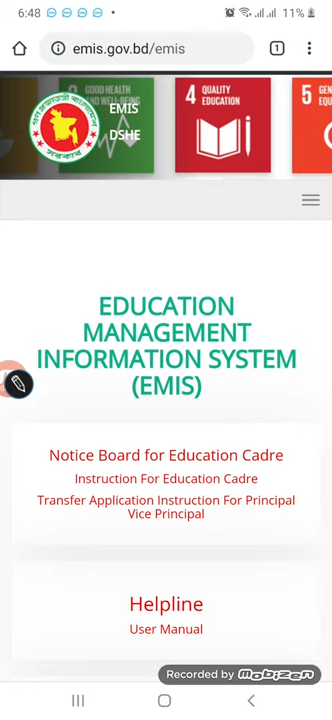 6:48
11%
emis.gov.bd/emis
1
GOOD HEALTH
AND WELL-BEING
4 QUALITY
EDUCATION
5
EMIS
DSHE
EDUCATION
MANAGEMENT
INFORMATION SYSTEM
(EMIS)
Notice Board for Education Cadre
Instruction For Education Cadre
Transfer Application Instruction For Principal
Vice Principal
Helpline
User Manual
Recorded by mobizen